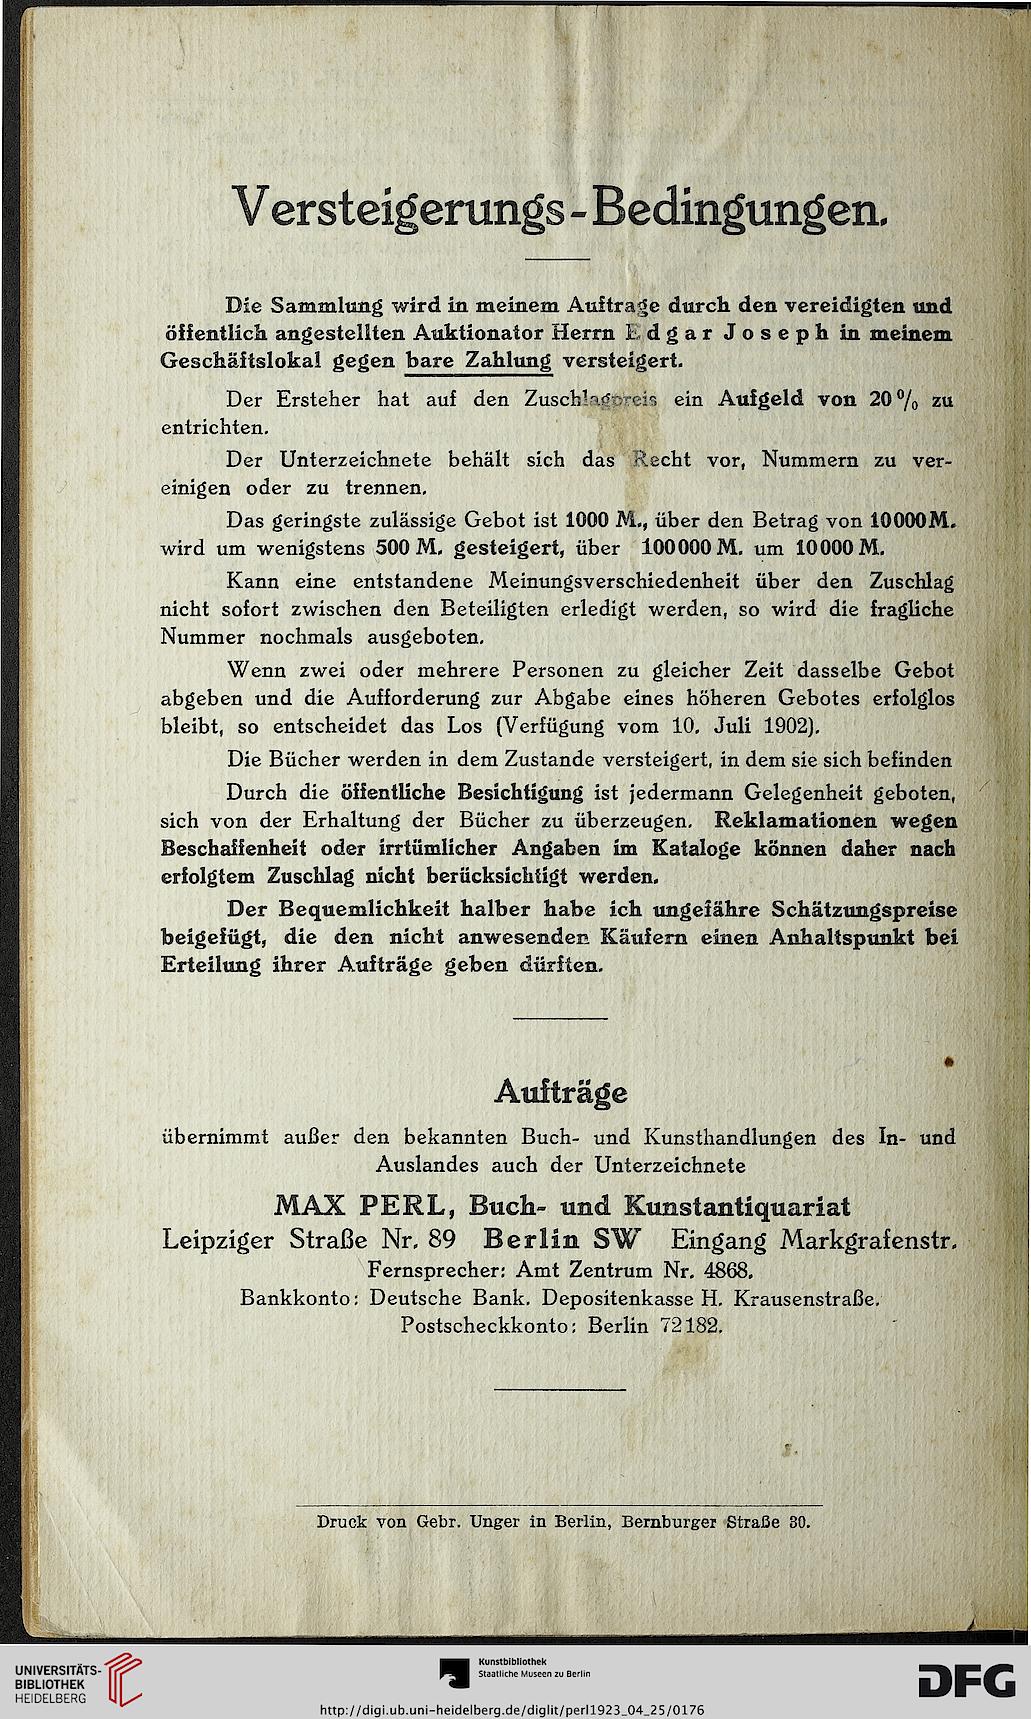 Versteigerungs-Bedingungen.
Die Sammlung wird in meinem Auftrage durch den vereidigten und
öffentlich angestellten Auktionator Herrn Edgar Joseph in meinem
Geschäftslokal gegen bare Zahlung versteigert.
Der Ersteher hat auf den Zuschlagpreis ein Aufgeld von 20% zu
entrichten.
Der Unterzeichnete behält sich das Recht vor, Nummern zu ver-
einigen oder zu trennen.
Das geringste zulässige Gebot ist 1000 M., über den Betrag von 10000 M.
wird um wenigstens 500 M. gesteigert, über 100000 M. um 10000 M.
Kann eine entstandene Meinungsverschiedenheit über den Zuschlag
nicht sofort zwischen den Beteiligten erledigt werden, so wird die fragliche
Nummer nochmals ausgeboten.
Wenn zwei oder mehrere Personen zu gleicher Zeit dasselbe Gebot
abgeben und die Aufforderung zur Abgabe eines höheren Gebotes erfolglos
bleibt, so entscheidet das Los (Verfügung vom 10. Juli 1902).
Die Bücher werden in dem Zustande versteigert, in dem sie sich befinden
Durch die öffentliche Besichtigung ist jedermann Gelegenheit geboten,
sich von der Erhaltung der Bücher zu überzeugen. Reklamationen wegen
Beschaffenheit oder irrtümlicher Angaben im Kataloge können daher nach
erfolgtem Zuschlag nicht berücksichtigt werden.
Der Bequemlichkeit halber habe ich ungefähre Schätzungspreise
beigefügt, die den nicht anwesenden Käufern einen Anhaltspunkt bei
Erteilung ihrer Aufträge geben dürften.
Aufträge
übernimmt außer den bekannten Buch- und Kunsthandlungen des In- und
Auslandes auch der Unterzeichnete
MAX PERL, Buch- und Kunstantiquariat
Leipziger Straße Nr. 89 Berlin SW Eingang Markgrafenstr.
Fernsprecher: Amt Zentrum Nr. 4868.
Bankkonto: Deutsche Bank. Depositenkasse H. Krausenstraße.
Postscheckkonto: Berlin 72182.
Druck von Gebr. Unger in Berlin, Bernburger Straße 30.
UNIVERSITÄTS-
BIBLIOTHEK
HEIDELBERG
Kunstbibliothek
Staatliche Museen zu Berlin
DFG
http://digi.ub.uni-heidelberg.de/diglit/perl1923_04_25/0176